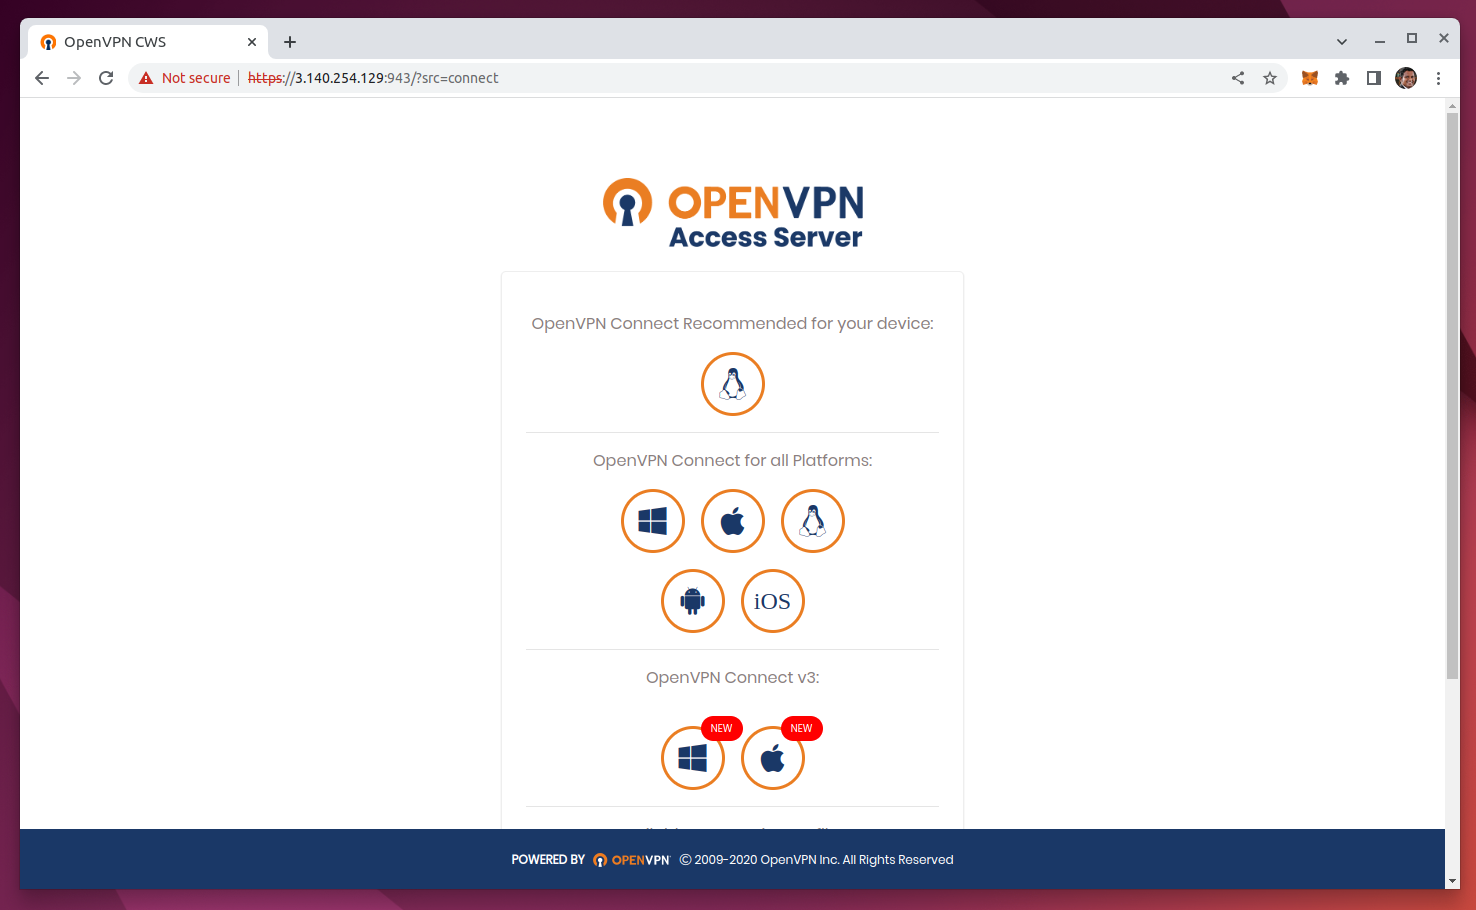 OpenVPN CWS
Not secure https://3.140.254.129:943/?src=connect
OPENVPN
Access Server
OpenVPN Connect Recommended for your device:
OpenVPN Connect for all Platforms:
iOS
OpenVPN Connect v3:
NEW NEW
POWERED BY OPENVPN © 2009-2020 OpenVPN Inc. All Rights Reserved